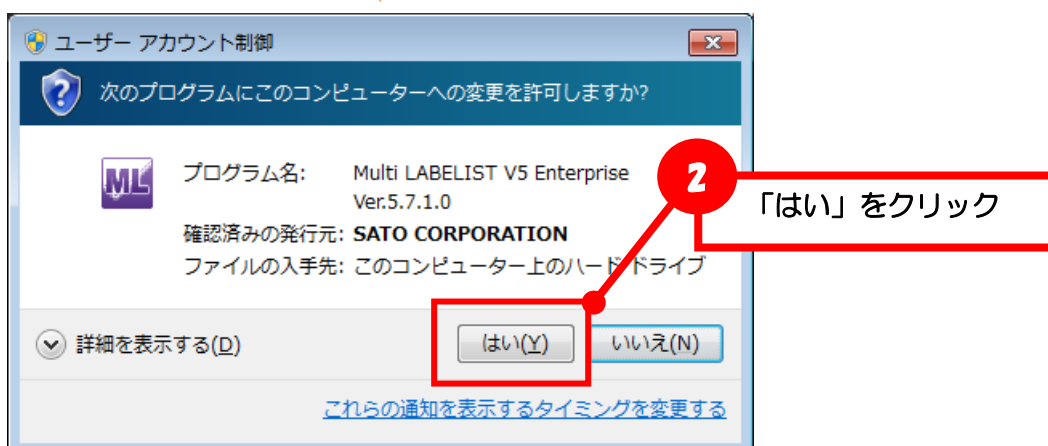 ユーザー アカウント制御
次のプログラムにこのコンピューターへの変更を許可しますか?
ML
プログラム名: Multi LABELIST V5 Enterprise
Ver.5.7.1.0
確認済みの発行元: SATO CORPORATION
ファイルの入手先: このコンピューター上のハード ドライブ
2
「はい」をクリック
詳細を表示する(D)
はい(Y)
いいえ(N)
これらの通知を表示するタイミングを変更する